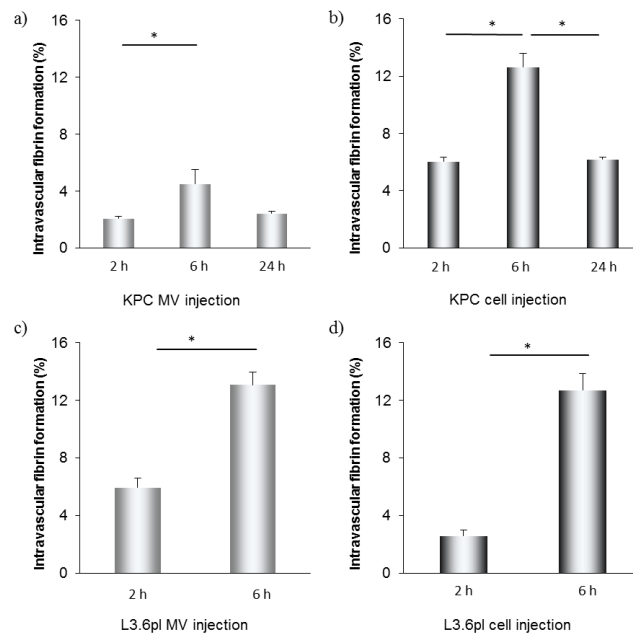 a)
Intravascular fibrin formation (%)
16
12
8
4
0
*
2 h 6 h 24 h
KPC MV injection
b)
Intravascular fibrin formation (%)
16
12
8
4
0
* *
2 h 6 h 24 h
KPC cell injection
c)
Intravascular fibrin formation (%)
16
12
8
4
0
*
2 h 6 h
L3.6pl MV injection
d)
Intravascular fibrin formation (%)
16
12
8
4
0
*
2 h 6 h
L3.6pl cell injection